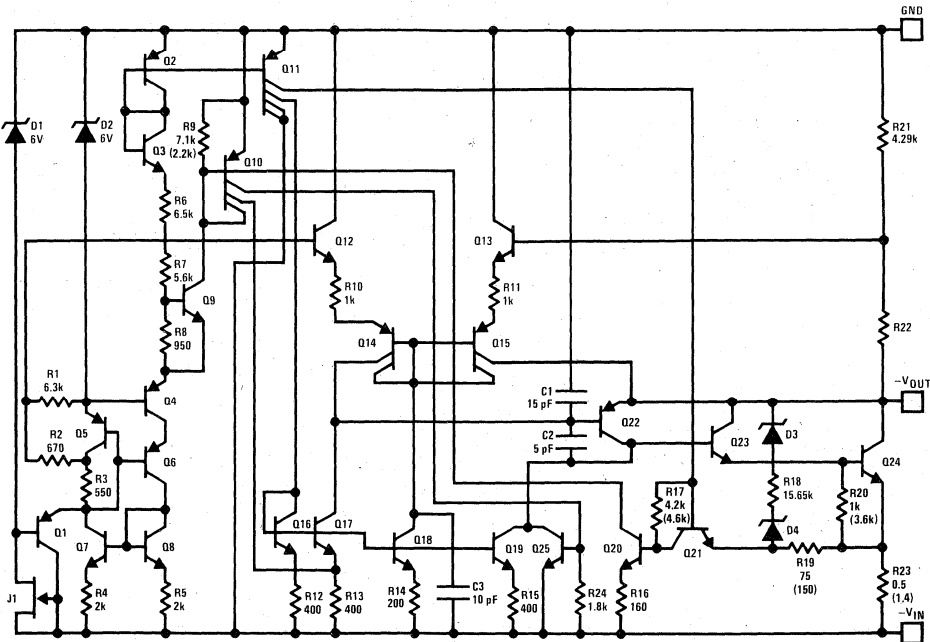 GND
Q2
Q11
D1
6V
D2
6V
R9
7.1k
(2.2k)
Q3
Q10
R21
4.29k
R6
6.5k
Q12
Q13
R7
5.6k
Q9
R10
1k
R11
1k
R8
950
R22
Q14
Q15
R1
6.3k
Q4
C1
15 pF
-VOUT
Q5
Q22
R2
670
C2
5 pF
Q23
D3
Q24
Q6
R3
550
R18
15.65k
R20
1k
(3.6k)
R17
4.2k
(4.6k)
Q1
Q7
Q8
Q16
Q17
Q18
Q19
Q25
Q20
Q21
D4
R19
75
(150)
J1
R4
2k
R5
2k
R12
400
R13
400
R14
200
C3
10 pF
R15
400
R24
1.8k
R16
160
R23
0.5
(1.4)
-VIN